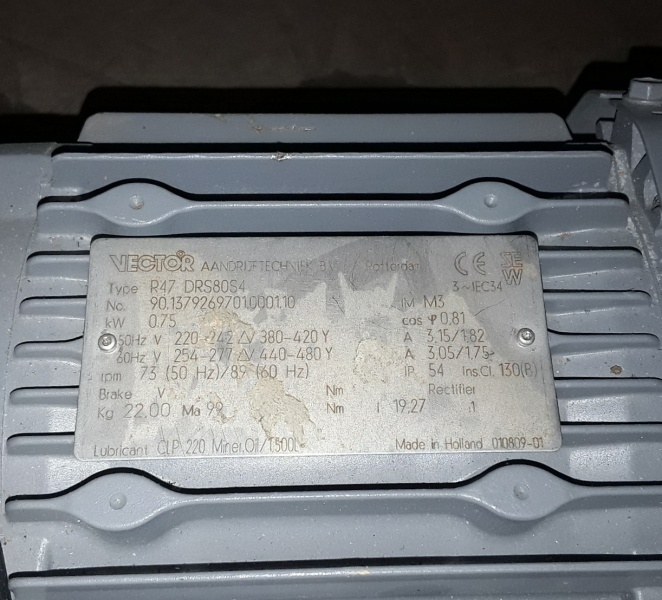 VECTOR® AANDRIJFTECHNIEK B.V. Rotterdam CE SEW
Type R47 DRS80S4 3~IEC34
No. 90.1379269701.0001.10 IM M3
kW 0.75 cos φ 0,81
50Hz V 220-242 △/ 380-420 Y A 3,15/1,82
60Hz V 254-277 △/ 440-480 Y A 3,05/1,75
rpm 73 (50 Hz)/89 (60 Hz) IP 54 Ins.Cl. 130(B)
Brake V Nm Rectifier
Kg 22.00 Ma 99 Nm i 19,27 :1
Lubricant CLP 220 Miner.Oil/1.500L Made in Holland 010809-01